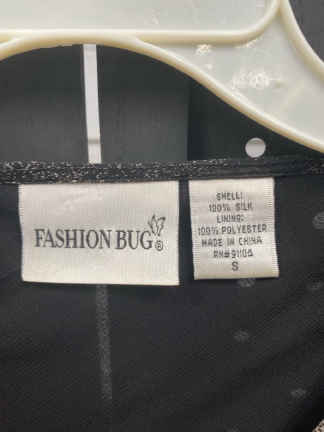 FASHION BUG®
SHELL:
100% SILK
LINING:
100% POLYESTER
MADE IN CHINA
RN#91104
S